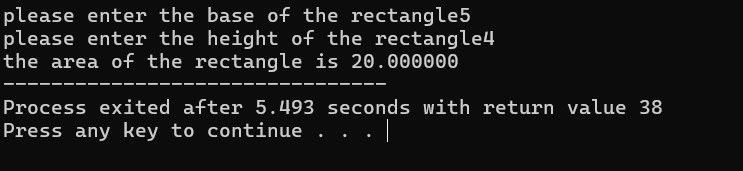 please enter the base of the rectangle5
please enter the height of the rectangle4
the area of the rectangle is 20.000000
--------------------------------
Process exited after 5.493 seconds with return value 38
Press any key to continue . . .